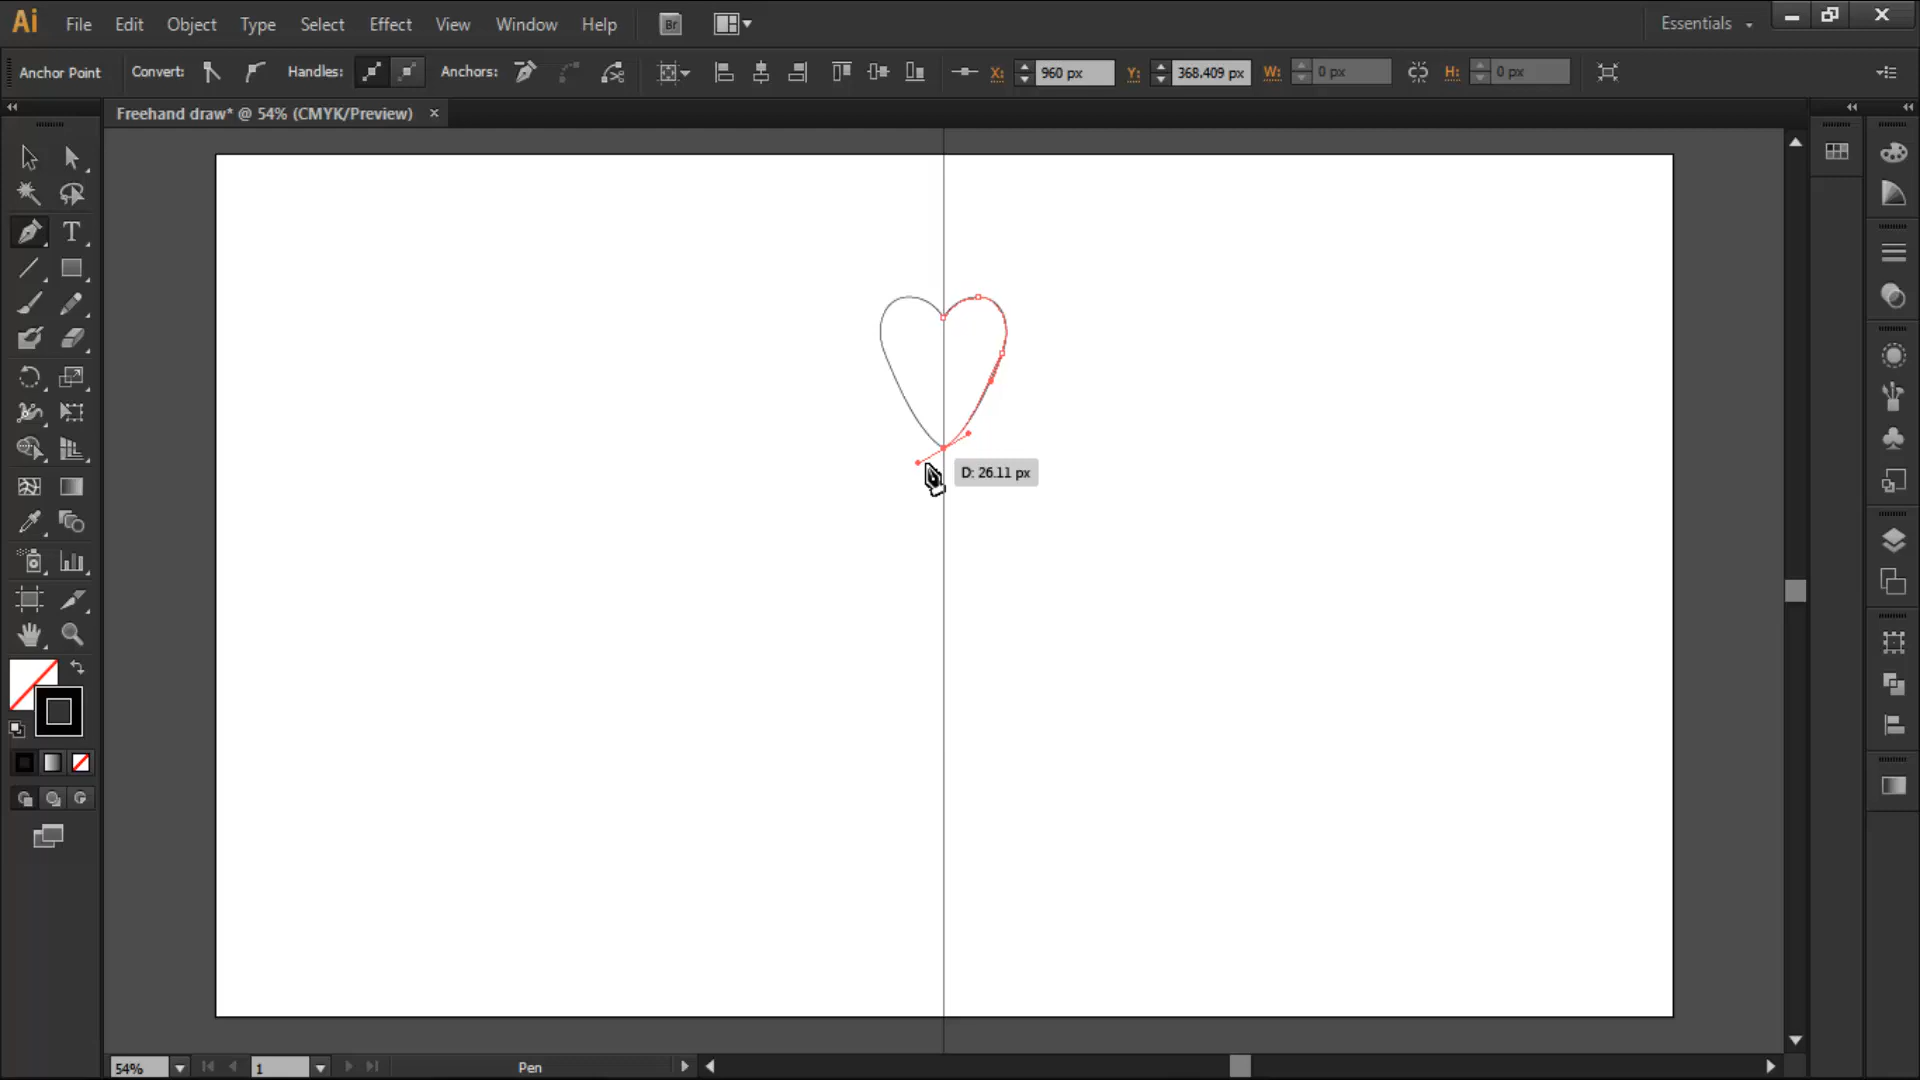 Ai File Edit Object Type Select Effect View Window Help Br Essentials
Anchor Point Convert: Handles: Anchors: X: 960 px Y: 368.409 px W: 0 px H: 0 px
Freehand draw* @ 54% (CMYK/Preview) ×
T
D: 26.11 px
54% 1 Pen